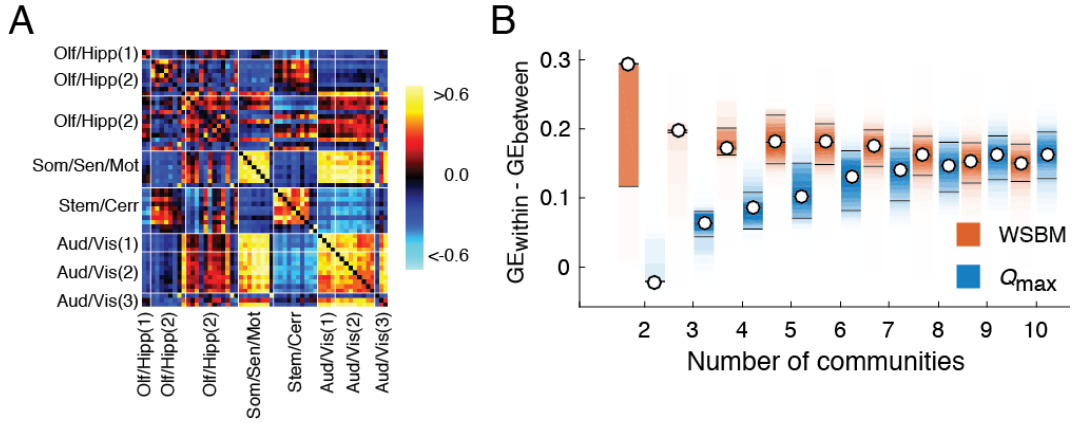 A
Olf/Hipp(1)
Olf/Hipp(2)
Olf/Hipp(2)
Som/Sen/Mot
Stem/Cerr
Aud/Vis(1)
Aud/Vis(2)
Aud/Vis(3)
Olf/Hipp(1)
Olf/Hipp(2)
Olf/Hipp(2)
Som/Sen/Mot
Stem/Cerr
Aud/Vis(1)
Aud/Vis(2)
Aud/Vis(3)
>0.6
0.0
<-0.6
B
GEwithin - GEbetween
0.3
0.2
0.1
0
WSBM
Qmax
2 3 4 5 6 7 8 9 10
Number of communities